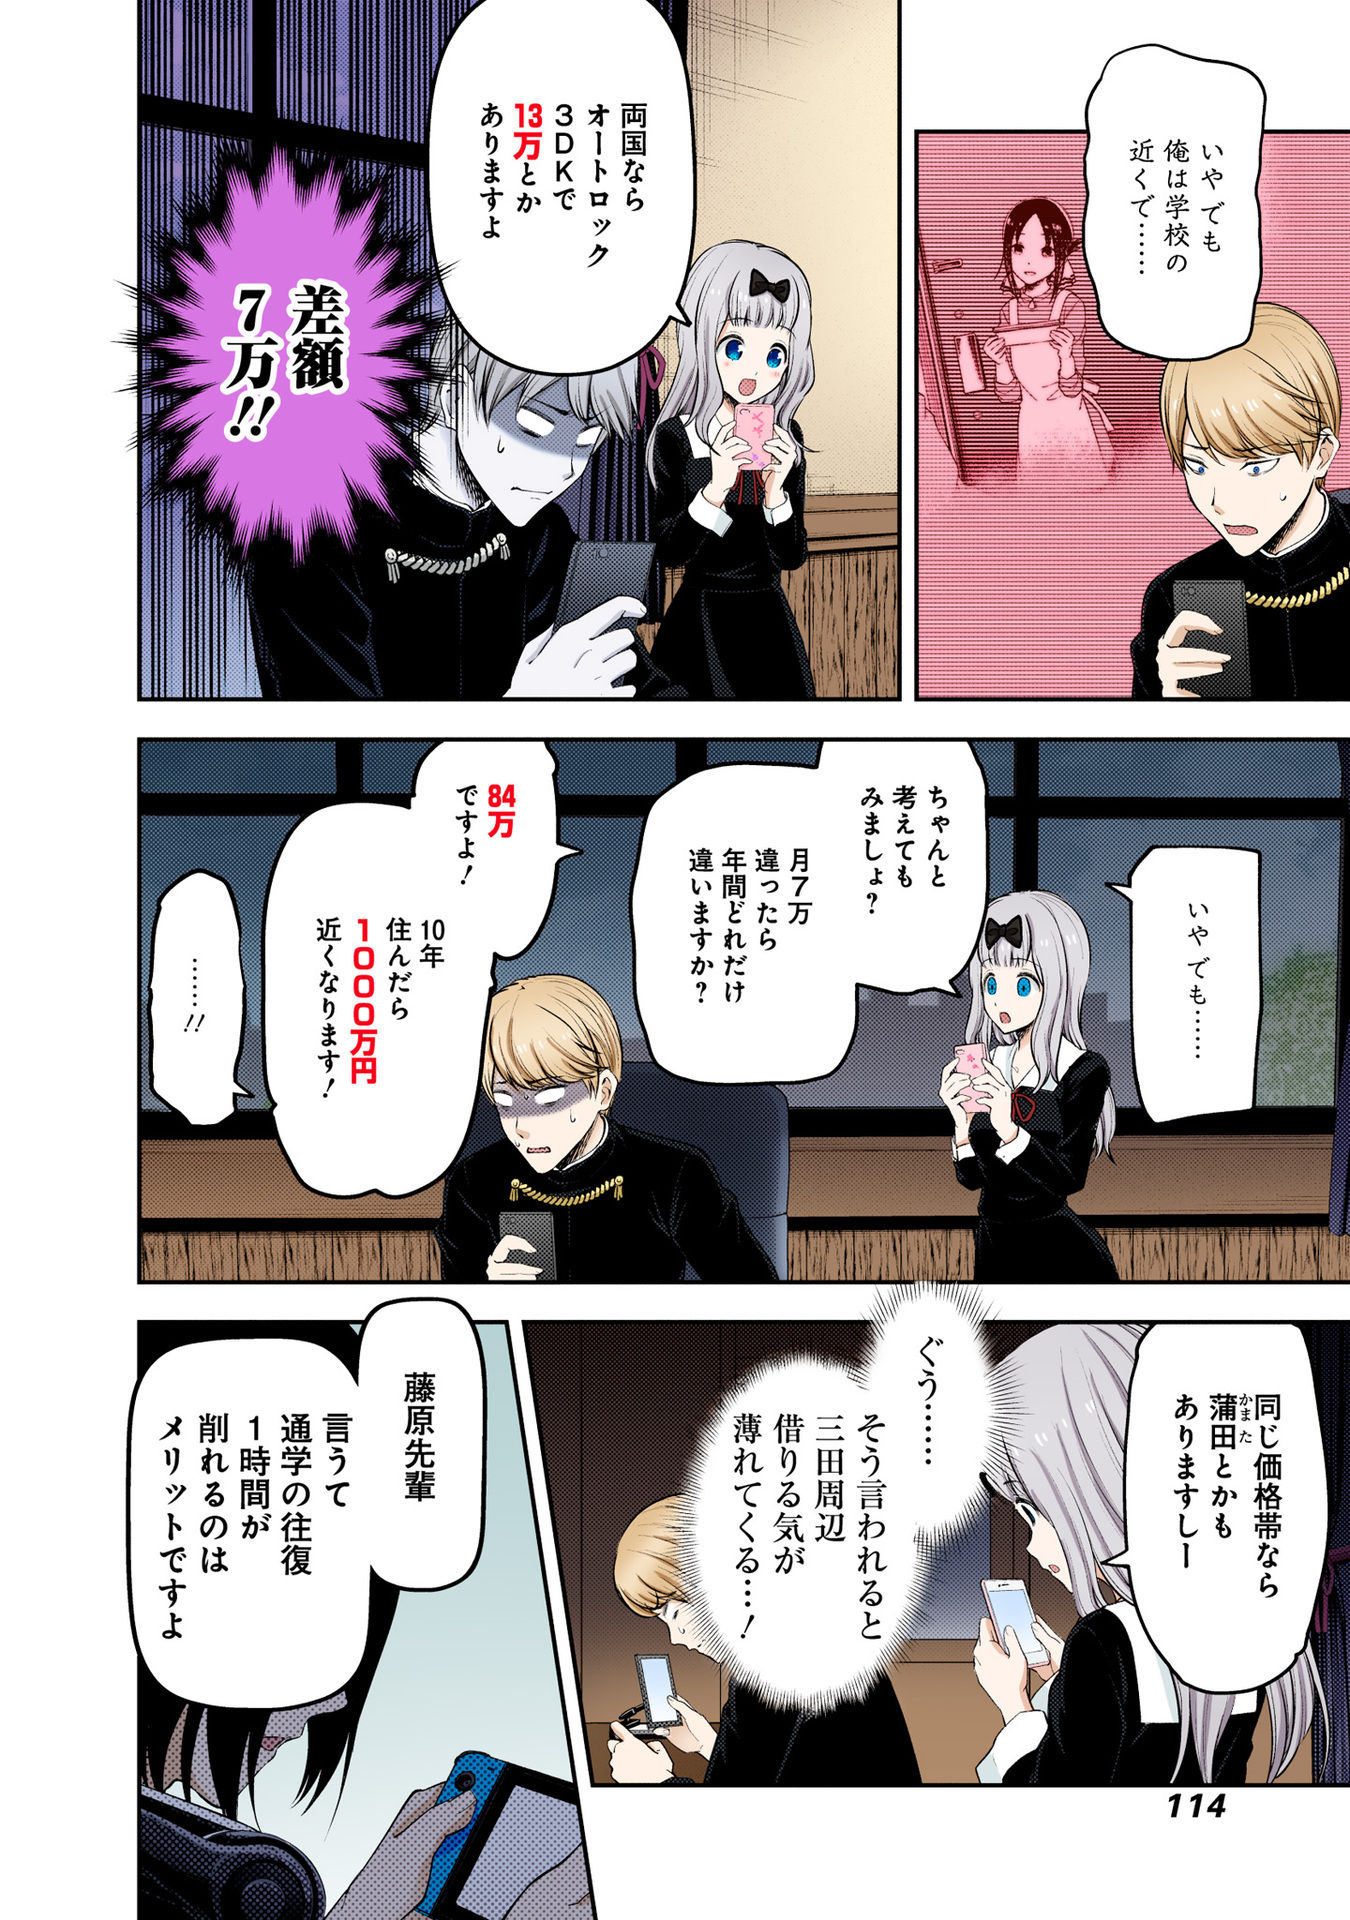 いやでも
俺は学校の
近くで……
両国なら
オートロック
3DKで
13万とか
ありますよ
差額
7万!!
いやでも……
ちゃんと
考えても
みましょ?
月7万
違ったら
年間どれだけ
違いますか?
84万
ですよ!
10年
住んだら
1000万円
近くなります!
……!!
同じ価格帯なら
蒲田とかも
かまた
ありますしー
ぐう……
そう言われると
三田周辺
借りる気が
薄れてくる…!
藤原先輩
言うて
通学の往復
1時間が
削れるのは
メリットですよ
114